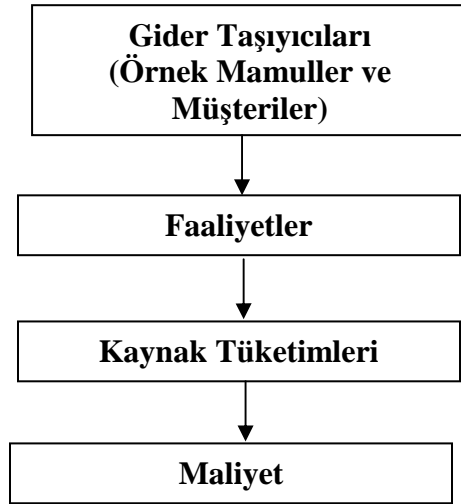 Gider Taşıyıcıları
(Örnek Mamuller ve
Müşteriler)
Faaliyetler
Kaynak Tüketimleri
Maliyet